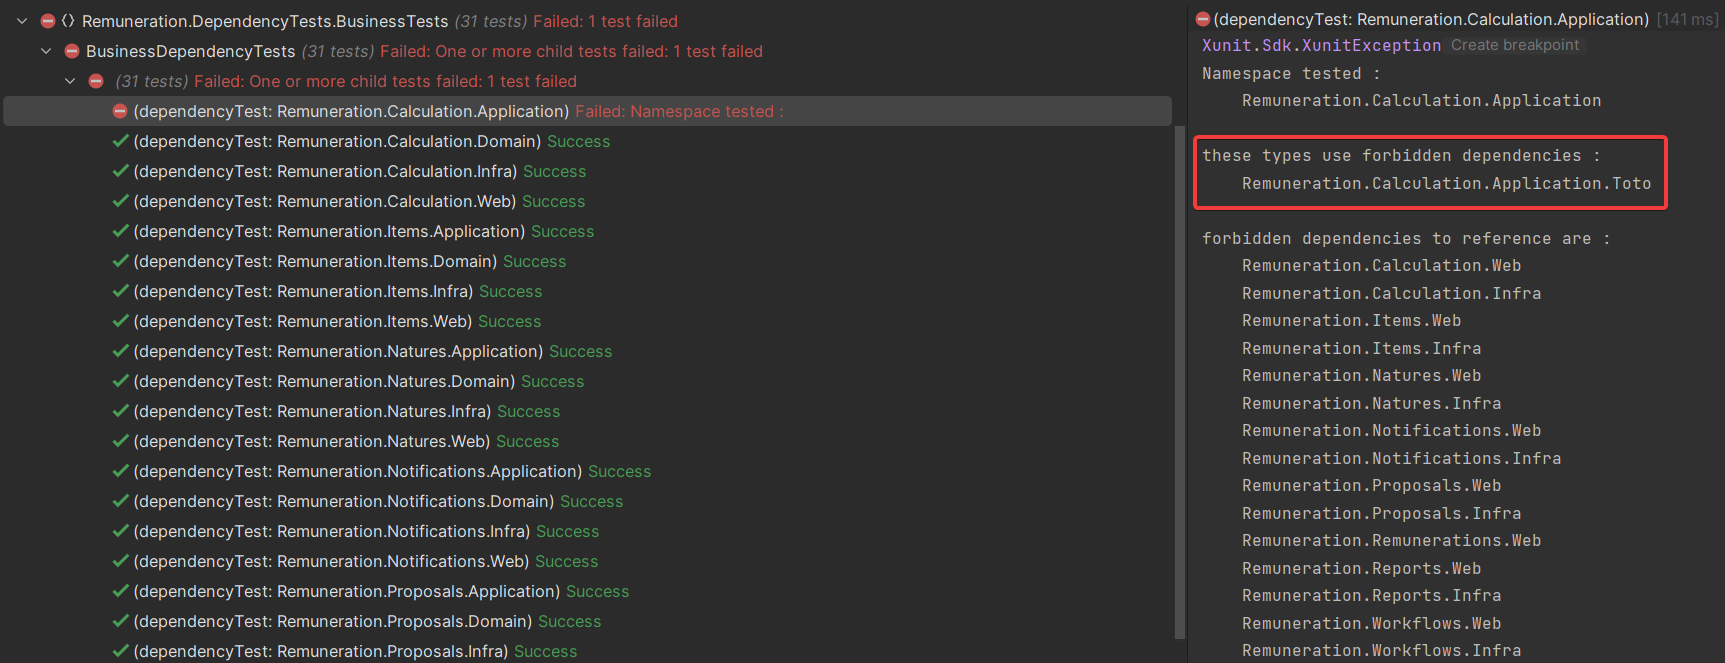 Remuneration.DependencyTests.BusinessTests (31 tests) Failed: 1 test failed
BusinessDependencyTests (31 tests) Failed: One or more child tests failed: 1 test failed
(31 tests) Failed: One or more child tests failed: 1 test failed
(dependencyTest: Remuneration.Calculation.Application) Failed: Namespace tested :
(dependencyTest: Remuneration.Calculation.Domain) Success
(dependencyTest: Remuneration.Calculation.Infra) Success
(dependencyTest: Remuneration.Calculation.Web) Success
(dependencyTest: Remuneration.Items.Application) Success
(dependencyTest: Remuneration.Items.Domain) Success
(dependencyTest: Remuneration.Items.Infra) Success
(dependencyTest: Remuneration.Items.Web) Success
(dependencyTest: Remuneration.Natures.Application) Success
(dependencyTest: Remuneration.Natures.Domain) Success
(dependencyTest: Remuneration.Natures.Infra) Success
(dependencyTest: Remuneration.Natures.Web) Success
(dependencyTest: Remuneration.Notifications.Application) Success
(dependencyTest: Remuneration.Notifications.Domain) Success
(dependencyTest: Remuneration.Notifications.Infra) Success
(dependencyTest: Remuneration.Notifications.Web) Success
(dependencyTest: Remuneration.Proposals.Application) Success
(dependencyTest: Remuneration.Proposals.Domain) Success
(dependencyTest: Remuneration.Proposals.Infra) Success
(dependencyTest: Remuneration.Calculation.Application) [141 ms]
Xunit.Sdk.XunitException Create breakpoint
Namespace tested :
Remuneration.Calculation.Application
these types use forbidden dependencies :
Remuneration.Calculation.Application.Toto
forbidden dependencies to reference are :
Remuneration.Calculation.Web
Remuneration.Calculation.Infra
Remuneration.Items.Web
Remuneration.Items.Infra
Remuneration.Natures.Web
Remuneration.Natures.Infra
Remuneration.Notifications.Web
Remuneration.Notifications.Infra
Remuneration.Proposals.Web
Remuneration.Proposals.Infra
Remuneration.Remunerations.Web
Remuneration.Reports.Web
Remuneration.Reports.Infra
Remuneration.Workflows.Web
Remuneration.Workflows.Infra